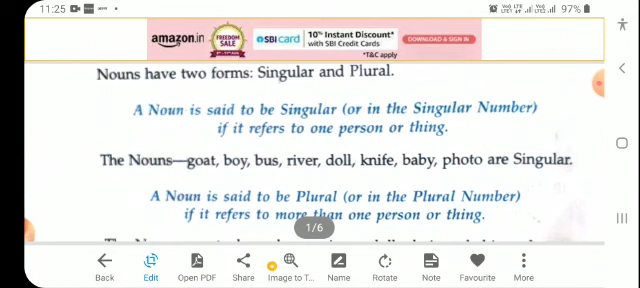 11:25
97%
amazon.in
FREEDOM
SALE
SBI card
10% Instant Discount*
with SBI Credit Cards
DOWNLOAD & SIGN IN
*T&C apply
Nouns have two forms: Singular and Plural.
A Noun is said to be Singular (or in the Singular Number)
if it refers to one person or thing.
The Nouns—goat, boy, bus, river, doll, knife, baby, photo are Singular.
A Noun is said to be Plural (or in the Plural Number)
if it refers to more than one person or thing.
1/6
Back Edit Open PDF Share Image to T... Name Rotate Note Favourite More